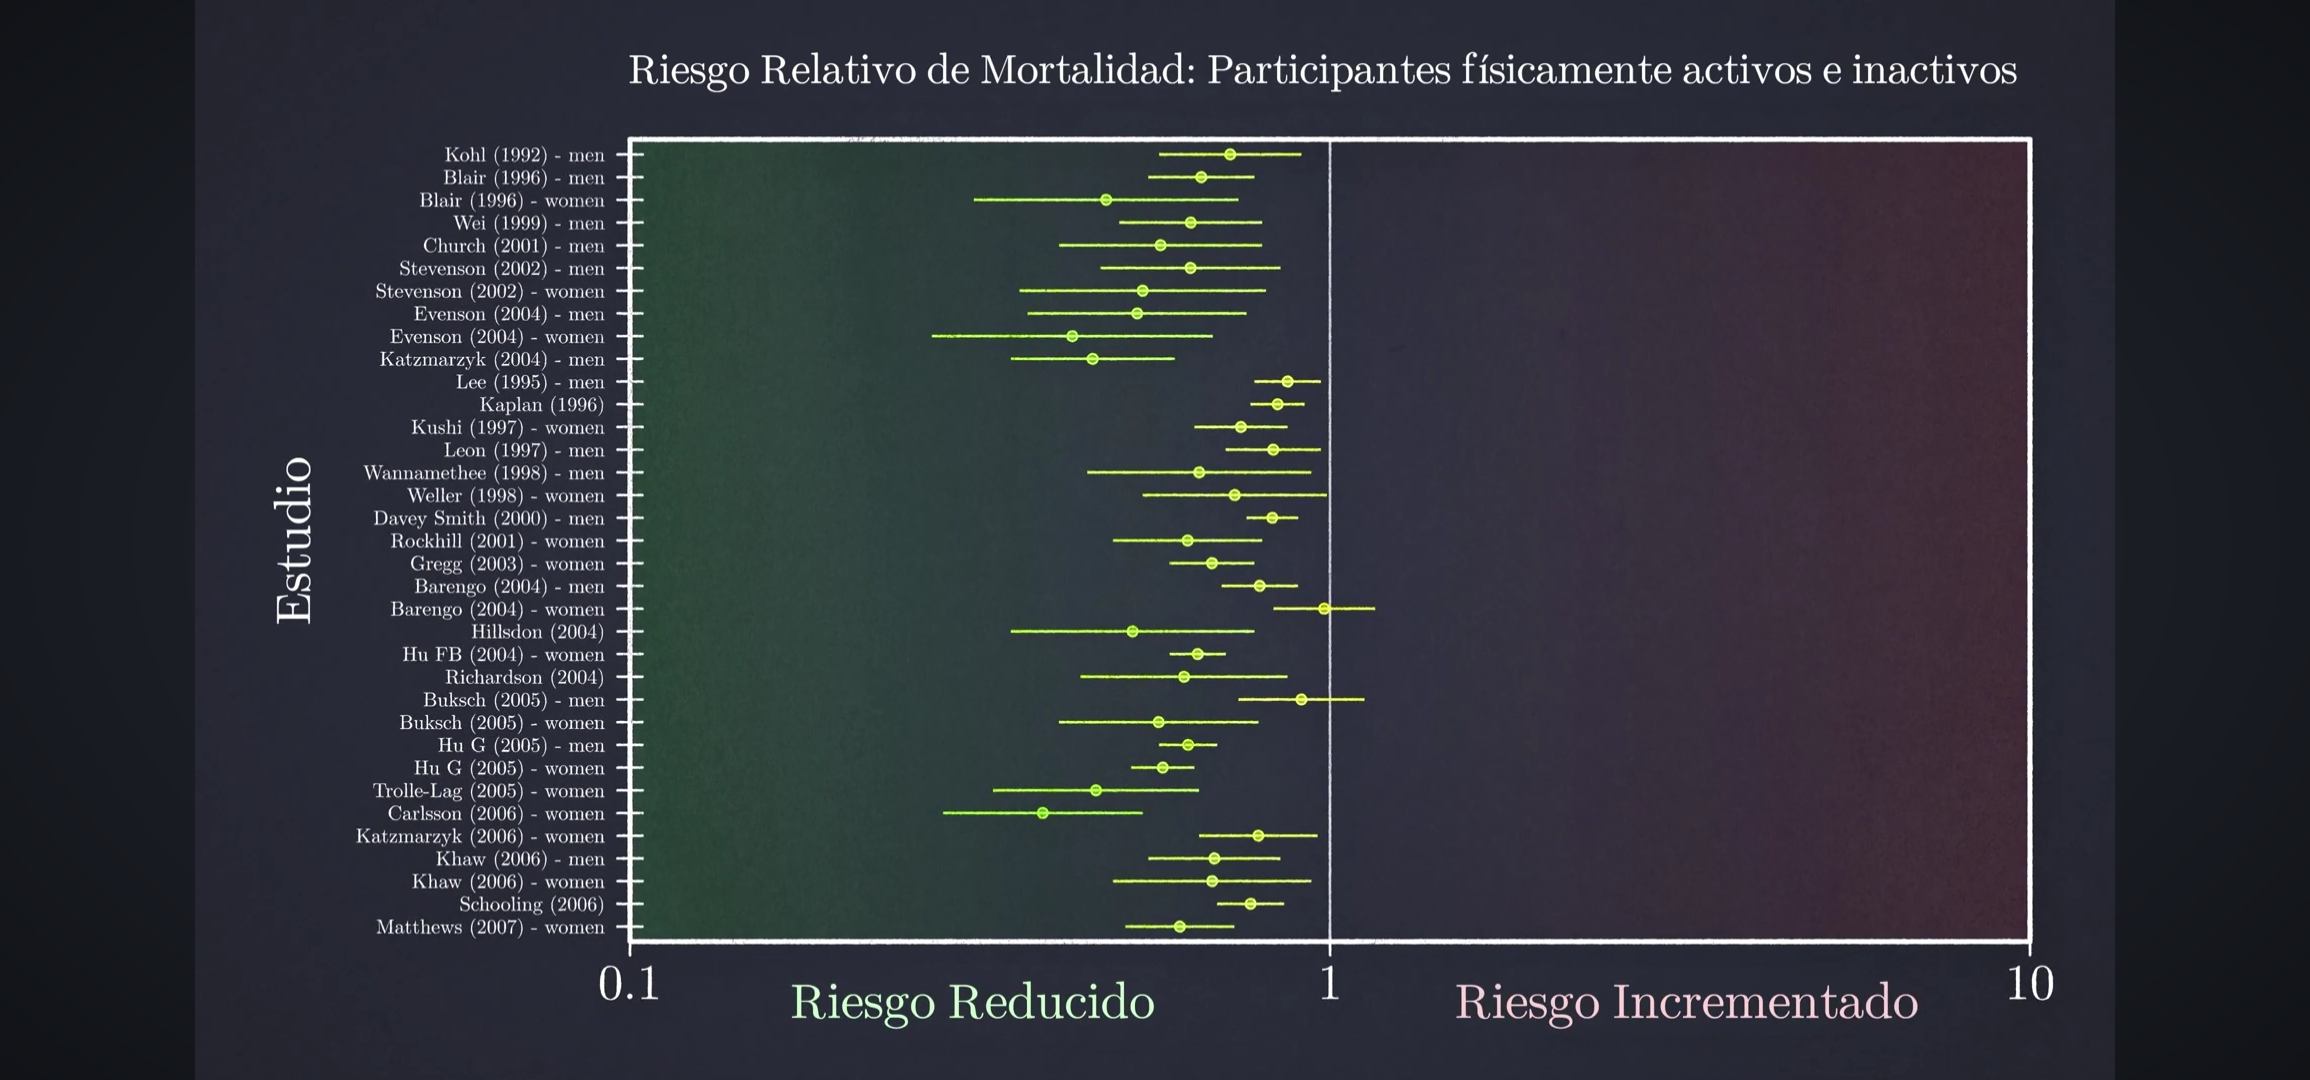 Riesgo Relativo de Mortalidad: Participantes físicamente activos e inactivos
Estudio
Kohl (1992) - men
Blair (1996) - men
Blair (1996) - women
Wei (1999) - men
Church (2001) - men
Stevenson (2002) - men
Stevenson (2002) - women
Evenson (2004) - men
Evenson (2004) - women
Katzmarzyk (2004) - men
Lee (1995) - men
Kaplan (1996)
Kushi (1997) - women
Leon (1997) - men
Wannamethee (1998) - men
Weller (1998) - women
Davey Smith (2000) - men
Rockhill (2001) - women
Gregg (2003) - women
Barengo (2004) - men
Barengo (2004) - women
Hillsdon (2004)
Hu FB (2004) - women
Richardson (2004)
Buksch (2005) - men
Buksch (2005) - women
Hu G (2005) - men
Hu G (2005) - women
Trolle-Lag (2005) - women
Carlsson (2006) - women
Katzmarzyk (2006) - women
Khaw (2006) - men
Khaw (2006) - women
Schooling (2006)
Matthews (2007) - women
0.1 1 10
Riesgo Reducido Riesgo Incrementado